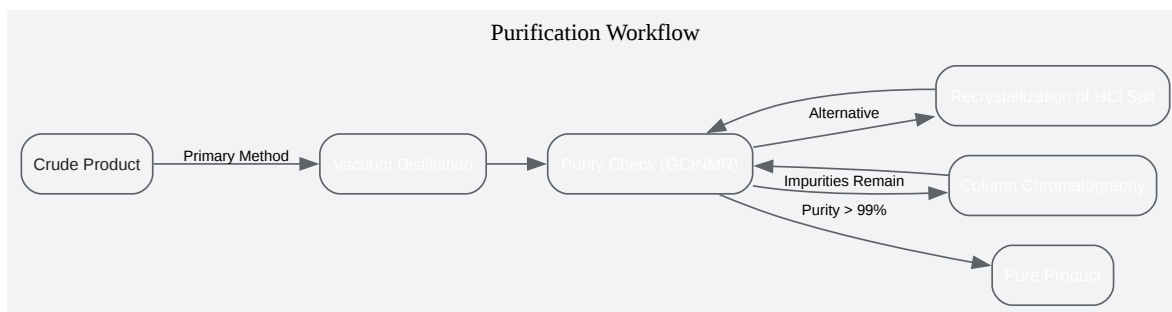 Purification Workflow
Crude Product
Primary Method
Vacuum Distillation
Purity Check (GC/NMR)
Alternative
Recrystallization of HCl Salt
Impurities Remain
Column Chromatography
Purity > 99%
Pure Product